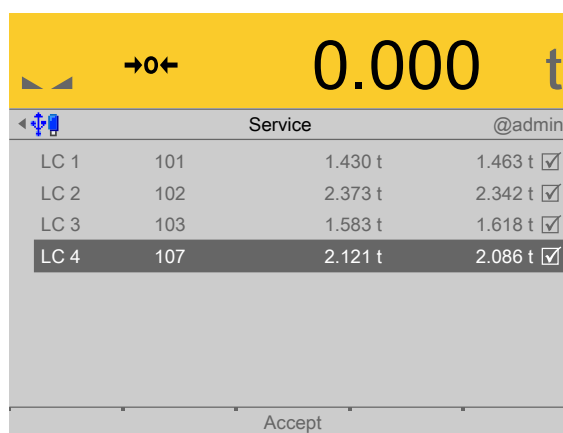 →0← 0.000 t
Service @admin
LC 1 101 1.430 t 1.463 t
LC 2 102 2.373 t 2.342 t
LC 3 103 1.583 t 1.618 t
LC 4 107 2.121 t 2.086 t
Accept